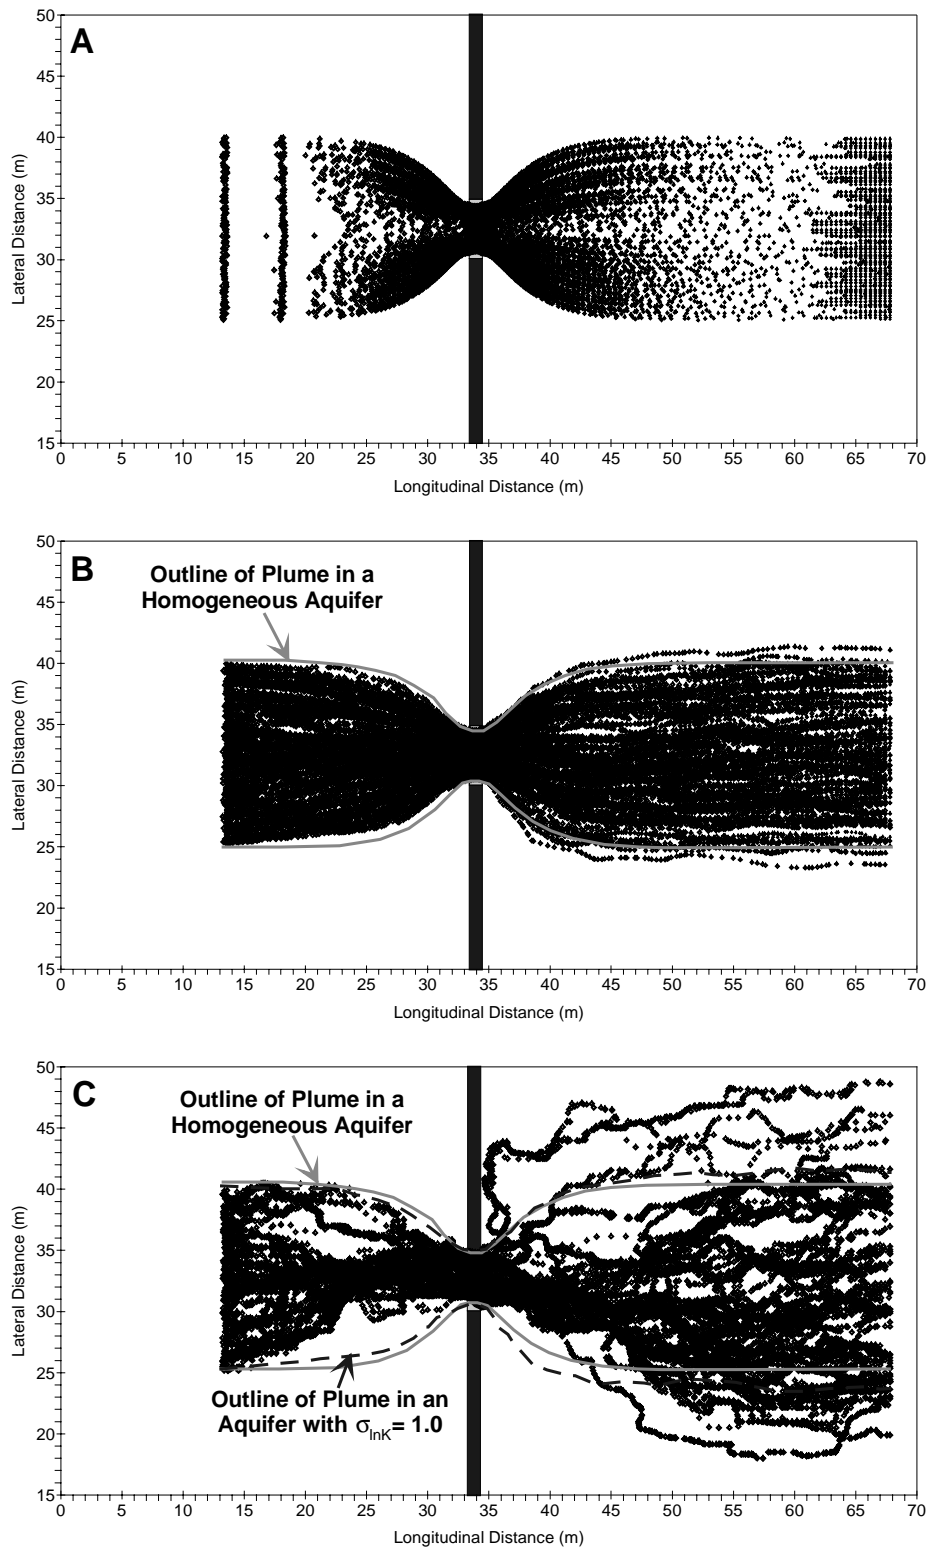 A
50
45
40
35
30
25
20
15
Lateral Distance (m)
0 5 10 15 20 25 30 35 40 45 50 55 60 65 70
Longitudinal Distance (m)
B
Outline of Plume in a
Homogeneous Aquifer
50
45
40
35
30
25
20
15
Lateral Distance (m)
0 5 10 15 20 25 30 35 40 45 50 55 60 65 70
Longitudinal Distance (m)
C
Outline of Plume in a
Homogeneous Aquifer
50
45
40
35
30
25
20
15
Lateral Distance (m)
Outline of Plume in an
Aquifer with σlnK= 1.0
0 5 10 15 20 25 30 35 40 45 50 55 60 65 70
Longitudinal Distance (m)